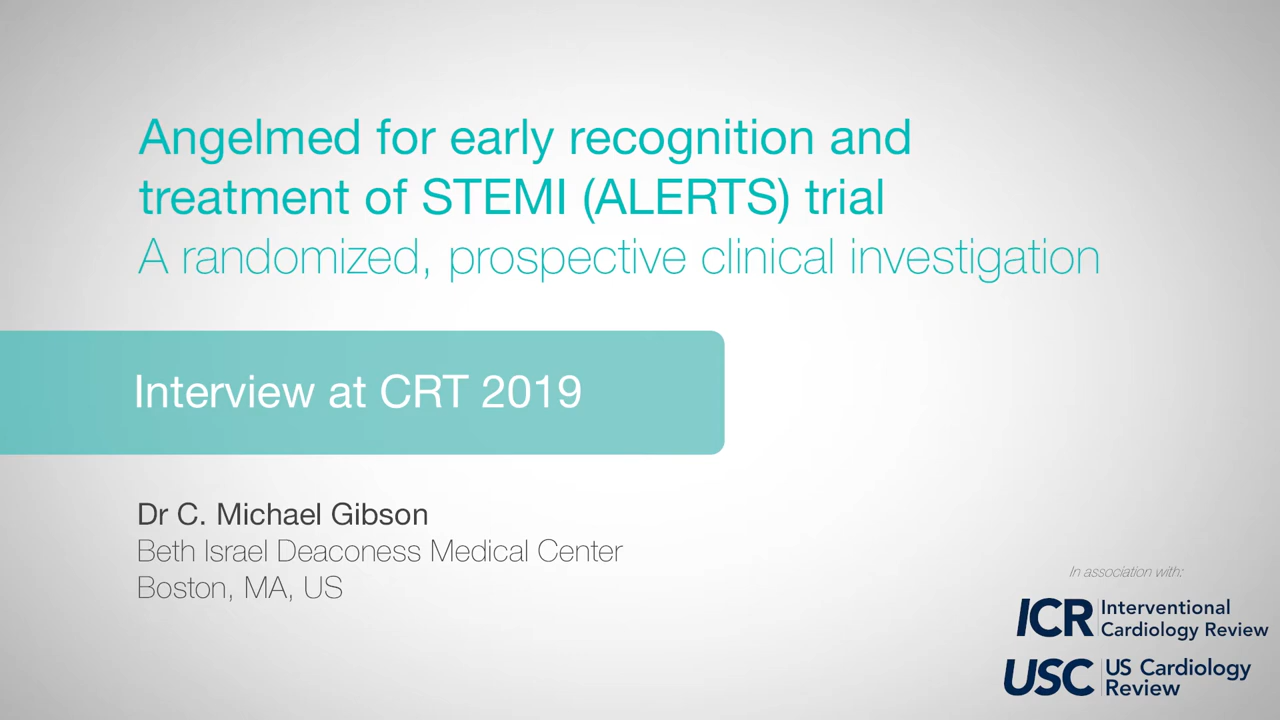 Angelmed for early recognition and
treatment of STEMI (ALERTS) trial
A randomized, prospective clinical investigation
Interview at CRT 2019
Dr C. Michael Gibson
Beth Israel Deaconess Medical Center
Boston, MA, US
In association with:
ICR Interventional
Cardiology Review
USC US Cardiology
Review